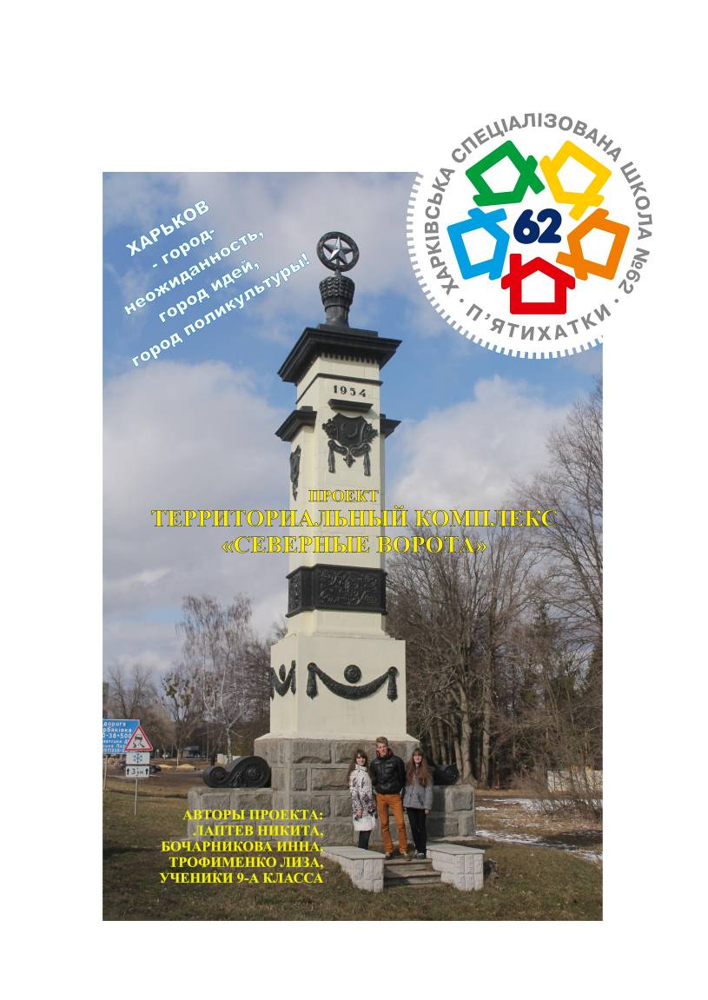 ХАРКІВСЬКА СПЕЦІАЛІЗОВАНА ШКОЛА №62
62
· П’ЯТИХАТКИ ·
ХАРЬКОВ
- город-
неожиданность,
город идей,
город поликультуры!
1954
ПРОЕКТ
ТЕРРИТОРИАЛЬНЫЙ КОМПЛЕКС
«СЕВЕРНЫЕ ВОРОТА»
дорога
0-38+500
АВТОРЫ ПРОЕКТА:
ЛАПТЕВ НИКИТА,
БОЧАРНИКОВА ИННА,
ТРОФИМЕНКО ЛИЗА,
УЧЕНИКИ 9-А КЛАССА